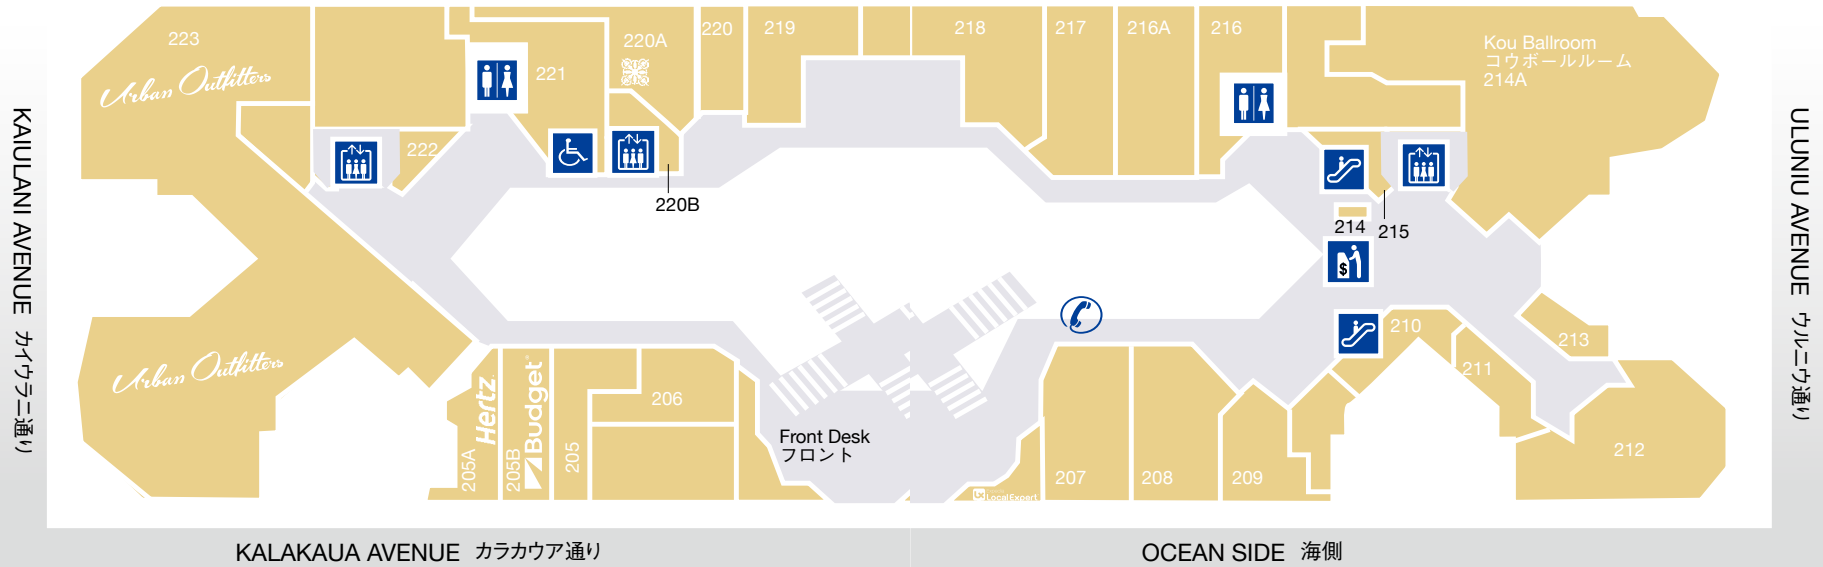 223
Urban Outfitters
221
220A
220
219
218
217
216A
216
Kou Ballroom
コウボールルーム
214A
222
220B
214
215
KAIULANI AVENUE カイウラニ通り
ULUNIU AVENUE ウルニウ通り
Urban Outfitters
205A
Hertz
205B
Budget
205
206
Front Desk
フロント
$
210
211
213
212
207
208
209
Local Expert
KALAKAUA AVENUE カラカウア通り
OCEAN SIDE 海側